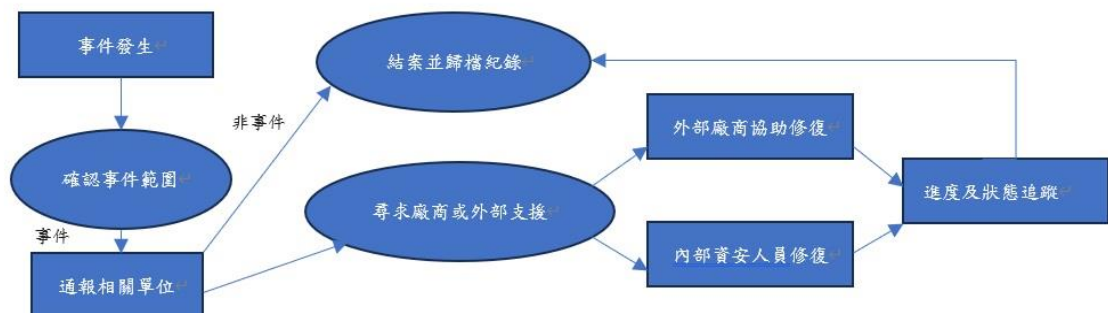 事件發生
結案並歸檔紀錄
非事件
外部廠商協助修復
確認事件範圍
尋求廠商或外部支援
進度及狀態追蹤
事件
內部資安人員修復
通報相關單位